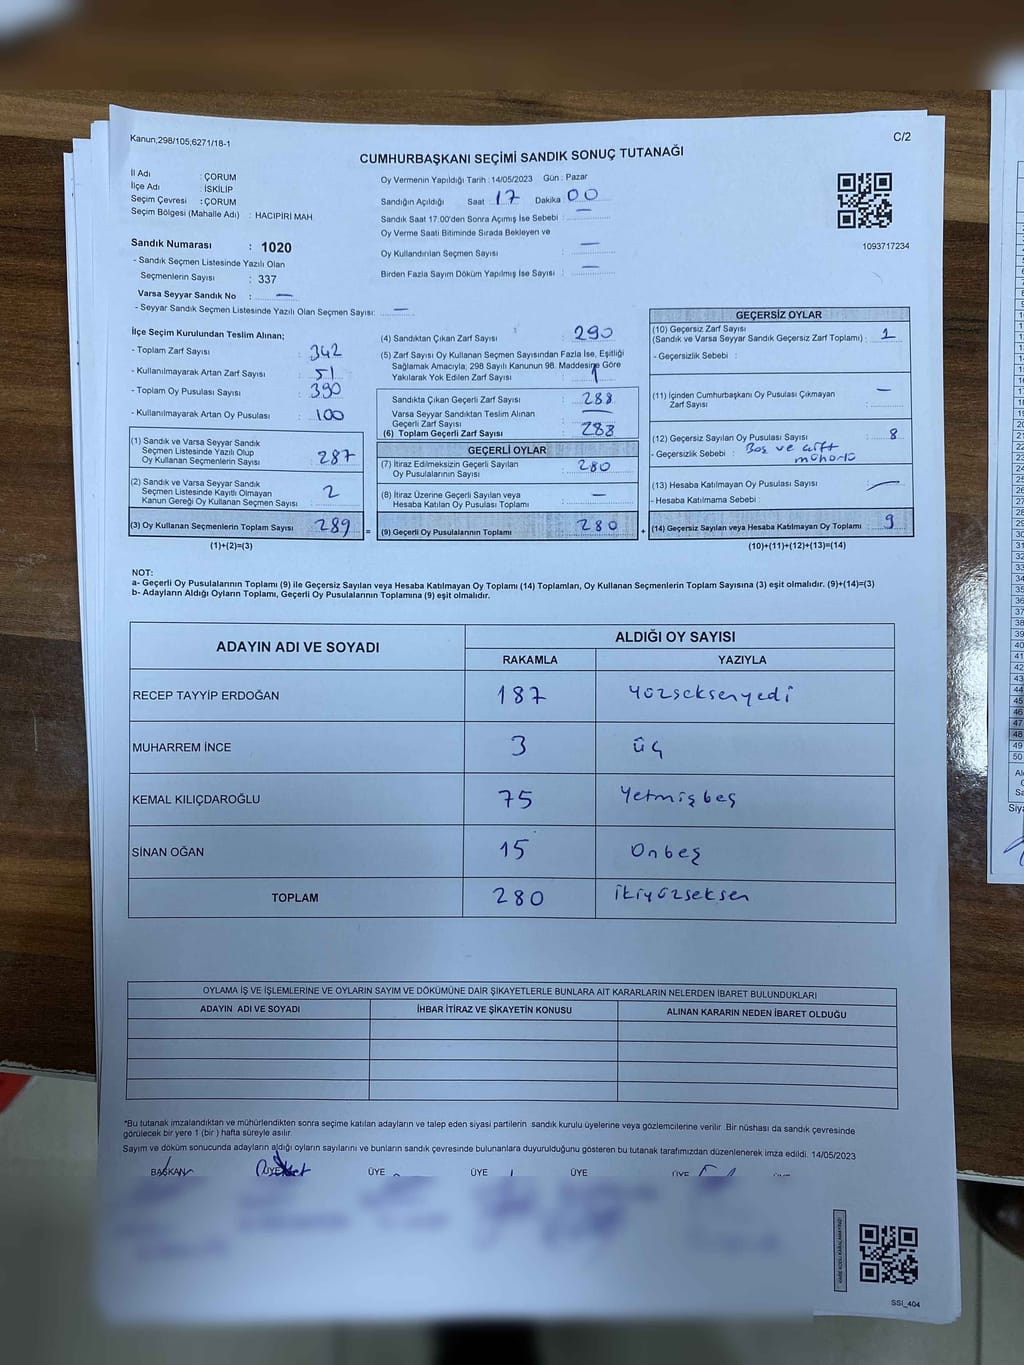 Kanun;298/105;6271/18-1
C/2
CUMHURBAŞKANI SEÇİMİ SANDIK SONUÇ TUTANAĞI
İl Adı : ÇORUM
İlçe Adı : İSKİLİP
Seçim Çevresi : ÇORUM
Seçim Bölgesi (Mahalle Adı) : HACIPİRİ MAH
Sandık Numarası : 1020
- Sandık Seçmen Listesinde Yazılı Olan
Seçmenlerin Sayısı : 337
Varsa Seyyar Sandık No : —
- Seyyar Sandık Seçmen Listesinde Yazılı Olan Seçmen Sayısı: —
Oy Vermenin Yapıldığı Tarih : 14/05/2023 Gün : Pazar
Sandığın Açıldığı Saat 17 Dakika 00
Sandık Saat 17.00'den Sonra Açımış İse Sebebi : —
Oy Verme Saati Bitiminde Sırada Bekleyen ve
Oy Kullandırılan Seçmen Sayısı : —
Birden Fazla Sayım Döküm Yapılmış İse Sayısı : —
1093717234
İlçe Seçim Kurulundan Teslim Alınan;
- Toplam Zarf Sayısı : 342
- Kullanılmayarak Artan Zarf Sayısı : 51
- Toplam Oy Pusulası Sayısı : 390
- Kullanılmayarak Artan Oy Pusulası : 100
(1) Sandık ve Varsa Seyyar Sandık
Seçmen Listesinde Yazılı Olup
Oy Kullanan Seçmenlerin Sayısı : 287
(2) Sandık ve Varsa Seyyar Sandık
Seçmen Listesinde Kayıtlı Olmayan
Kanun Gereği Oy Kullanan Seçmen Sayısı : 2
(3) Oy Kullanan Seçmenlerin Toplam Sayısı : 289 =
(1)+(2)=(3)
(4) Sandıktan Çıkan Zarf Sayısı : 290
(5) Zarf Sayısı Oy Kullanan Seçmen Sayısından Fazla İse, Eşitliği
Sağlamak Amacıyla; 298 Sayılı Kanunun 98. Maddesine Göre
Yakılarak Yok Edilen Zarf Sayısı : 1
Sandıkta Çıkan Geçerli Zarf Sayısı : 288
Varsa Seyyar Sandıktan Teslim Alınan
Geçerli Zarf Sayısı : —
(6) Toplam Geçerli Zarf Sayısı : 288
GEÇERLİ OYLAR
(7) İtiraz Edilmeksizin Geçerli Sayılan
Oy Pusulalarının Sayısı : 280
(8) İtiraz Üzerine Geçerli Sayılan veya
Hesaba Katılan Oy Pusulası Toplamı : —
(9) Geçerli Oy Pusulalarının Toplamı : 280 +
GEÇERSİZ OYLAR
(10) Geçersiz Zarf Sayısı
(Sandık ve Varsa Seyyar Sandık Geçersiz Zarf Toplamı) : 1
- Geçersizlik Sebebi :
(11) İçinden Cumhurbaşkanı Oy Pusulası Çıkmayan
Zarf Sayısı : —
(12) Geçersiz Sayılan Oy Pusulası Sayısı : 8
- Geçersizlik Sebebi : Boş ve çift
mühürlü
(13) Hesaba Katılmayan Oy Pusulası Sayısı : —
- Hesaba Katılmama Sebebi :
(14) Geçersiz Sayılan veya Hesaba Katılmayan Oy Toplamı : 9
(10)+(11)+(12)+(13)=(14)
NOT:
a- Geçerli Oy Pusulalarının Toplamı (9) ile Geçersiz Sayılan veya Hesaba Katılmayan Oy Toplamı (14) Toplamları, Oy Kullanan Seçmenlerin Toplam Sayısına (3) eşit olmalıdır. (9)+(14)=(3)
b- Adayların Aldığı Oyların Toplamı, Geçerli Oy Pusulalarının Toplamına (9) eşit olmalıdır.
ADAYIN ADI VE SOYADI
ALDIĞI OY SAYISI
RAKAMLA YAZIYLA
RECEP TAYYİP ERDOĞAN 187 Yüzseksenyedi
MUHARREM İNCE 3 üç
KEMAL KILIÇDAROĞLU 75 Yetmişbeş
SİNAN OĞAN 15 Onbeş
TOPLAM 280 İkiyüzseksen
OYLAMA İŞ VE İŞLEMLERİNE VE OYLARIN SAYIM VE DÖKÜMÜNE DAİR ŞİKAYETLERLE BUNLARA AİT KARARLARIN NELERDEN İBARET BULUNDUKLARI
ADAYIN ADI VE SOYADI İHBAR İTİRAZ VE ŞİKAYETİN KONUSU ALINAN KARARIN NEDEN İBARET OLDUĞU
*Bu tutanak imzalandıktan ve mühürlendikten sonra seçime katılan adayların ve talep eden siyasi partilerin sandık kurulu üyelerine veya gözlemcilerine verilir .Bir nüshası da sandık çevresinde
görülecek bir yere 1 (bir ) hafta süreyle asılır.
Sayım ve döküm sonucunda adayların aldığı oyların sayılarını ve bunların sandık çevresinde bulunanlara duyurulduğunu gösteren bu tutanak tarafımızdan düzenlenerek imza edildi. 14/05/2023
BAŞKAN ÜYE ÜYE ÜYE ÜYE ÜYE
SSİ_404